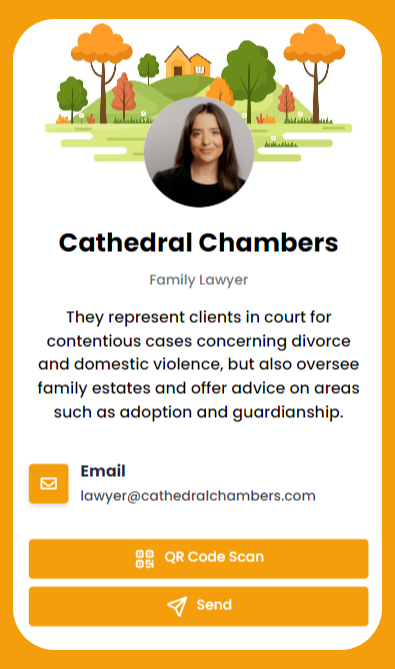 Cathedral Chambers
Family Lawyer
They represent clients in court for
contentious cases concerning divorce
and domestic violence, but also oversee
family estates and offer advice on areas
such as adoption and guardianship.
Email
lawyer@cathedralchambers.com
QR Code Scan
Send